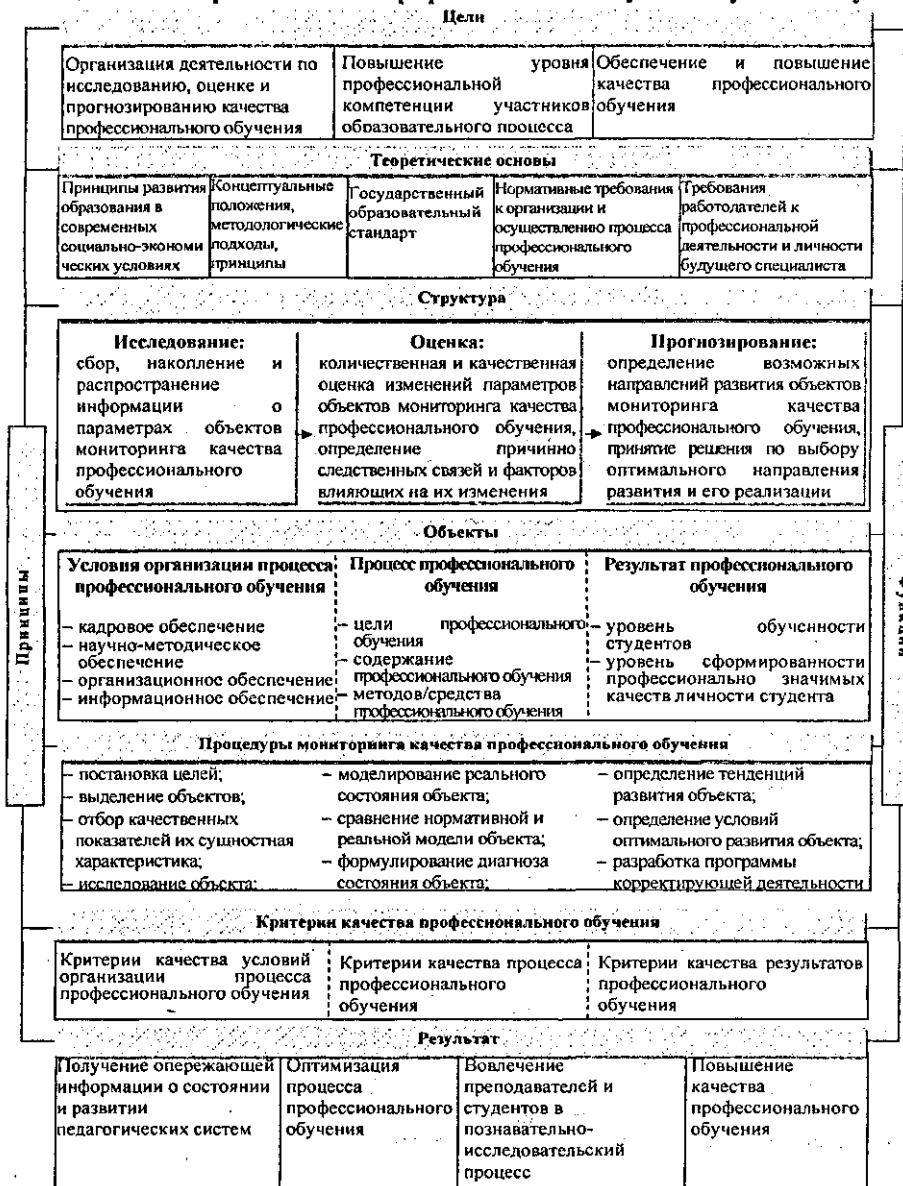 Цели
Организация деятельности по
исследованию, оценке и
прогнозированию качества
профессионального обучения
Повышение уровня
профессиональной
компетенции участников
образовательного процесса
Обеспечение и повышение
качества профессионального
обучения
Теоретические основы
Принципы развития
образования в
современных
социально-экономи
ческих условиях
Концептуальные
положения,
методологические
подходы,
принципы
Государственный
образовательный
стандарт
Нормативные требования
к организации и
осуществлению процесса
профессионального
обучения
Требования
работодателей к
профессиональной
деятельности и личности
будущего специалиста
Структура
Исследование:
сбор, накопление и
распространение
информации о
параметрах объектов
мониторинга качества
профессионального
обучения
Оценка:
количественная и качественная
оценка изменений параметров
объектов мониторинга качества
профессионального обучения,
определение причинно
следственных связей и факторов
влияющих на их изменения
Прогнозирование:
определение возможных
направлений развития объектов
мониторинга качества
профессионального обучения,
принятие решения по выбору
оптимального направления
развития и его реализации
Принципы
Объекты
Условия организации процесса
профессионального обучения
– кадровое обеспечение
– научно-методическое
обеспечение
– организационное обеспечение
– информационное обеспечение
Процесс профессионального
обучения
– цели профессионального
обучения
– содержание
профессионального обучения
– методов/средства
профессионального обучения
Результат профессионального
обучения
– уровень обученности
студентов
– уровень сформированности
профессионально значимых
качеств личности студента
Процедуры мониторинга качества профессионального обучения
– постановка целей;
– выделение объектов;
– отбор качественных
показателей их сущностная
характеристика;
– исследование объекта;
– моделирование реального
состояния объекта;
– сравнение нормативной и
реальной модели объекта;
– формулирование диагноза
состояния объекта;
– определение тенденций
развития объекта;
– определение условий
оптимального развития объекта;
– разработка программы
корректирующей деятельности
Критерии качества профессионального обучения
Критерии качества условий
организации процесса
профессионального обучения
Критерии качества процесса
профессионального
обучения
Критерии качества результатов
профессионального
обучения
Результат
Получение опережающей
информации о состоянии
и развитии
педагогических систем
Оптимизация
процесса
профессионального
обучения
Вовлечение
преподавателей и
студентов в
познавательно-
исследовательский
процесс
Повышение
качества
профессионального
обучения